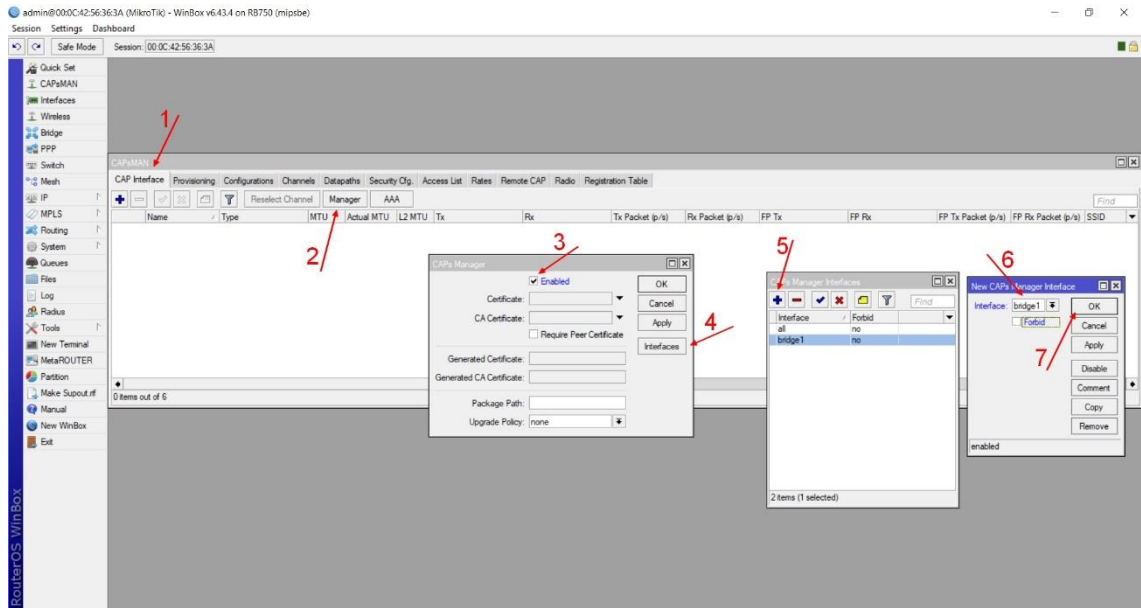 admin@00:0C:42:56:36:3A (MikroTik) - WinBox v6.43.4 on RB750 (mipsbe)
Session Settings Dashboard
Safe Mode Session: 00:0C:42:56:36:3A
Quick Set
CAPsMAN
Interfaces
Wireless
Bridge
PPP
Switch
Mesh
IP
MPLS
Routing
System
Queues
Files
Log
Radius
Tools
New Terminal
MetaROUTER
Partition
Make Supout.rif
Manual
New WinBox
Exit
RouterOS WinBox
1
CAPsMAN
CAP Interface Provisioning Configurations Channels Datapaths Security Cfg. Access List Rates Remote CAP Radio Registration Table
Reselect Channel Manager AAA Find
Name Type MTU Actual MTU L2 MTU Tx Rx Tx Packet (p/s) Rx Packet (p/s) FP Tx FP Rx FP Tx Packet (p/s) FP Rx Packet (p/s) SSID
2
0 items out of 6
3
CAPs Manager
Enabled
Certificate:
CA Certificate:
Require Peer Certificate
Generated Certificate:
Generated CA Certificate:
Package Path:
Upgrade Policy: none
OK
Cancel
Apply
Interfaces
4
5
CAPs Manager Interfaces
Find
Interface Forbid
all no
bridge1 no
2 items (1 selected)
6
New CAPs Manager Interface
Interface: bridge1
Forbid
7
OK
Cancel
Apply
Disable
Comment
Copy
Remove
enabled